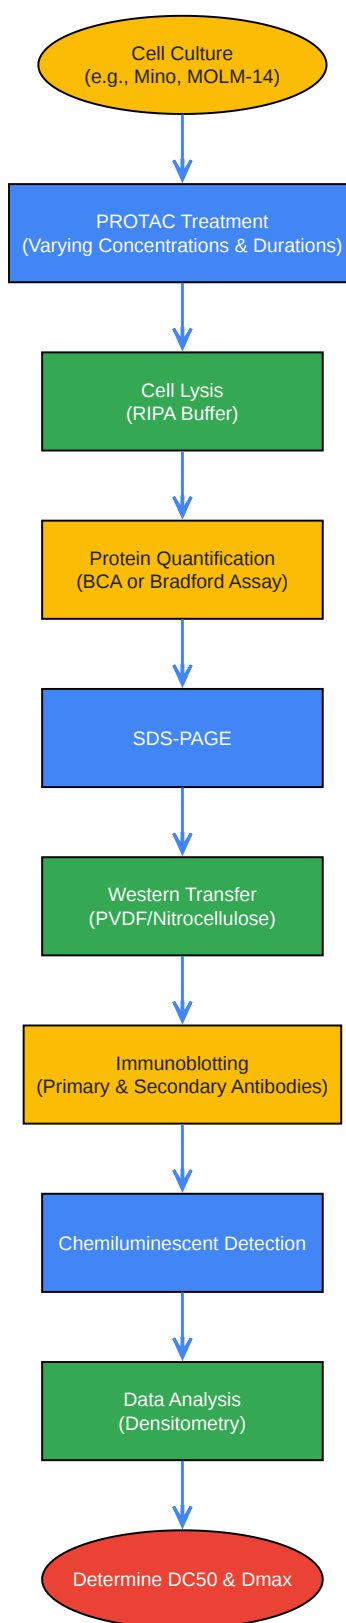 Cell Culture
(e.g., Mino, MOLM-14)
PROTAC Treatment
(Varying Concentrations & Durations)
Cell Lysis
(RIPA Buffer)
Protein Quantification
(BCA or Bradford Assay)
SDS-PAGE
Western Transfer
(PVDF/Nitrocellulose)
Immunoblotting
(Primary & Secondary Antibodies)
Chemiluminescent Detection
Data Analysis
(Densitometry)
Determine DC50 & Dmax